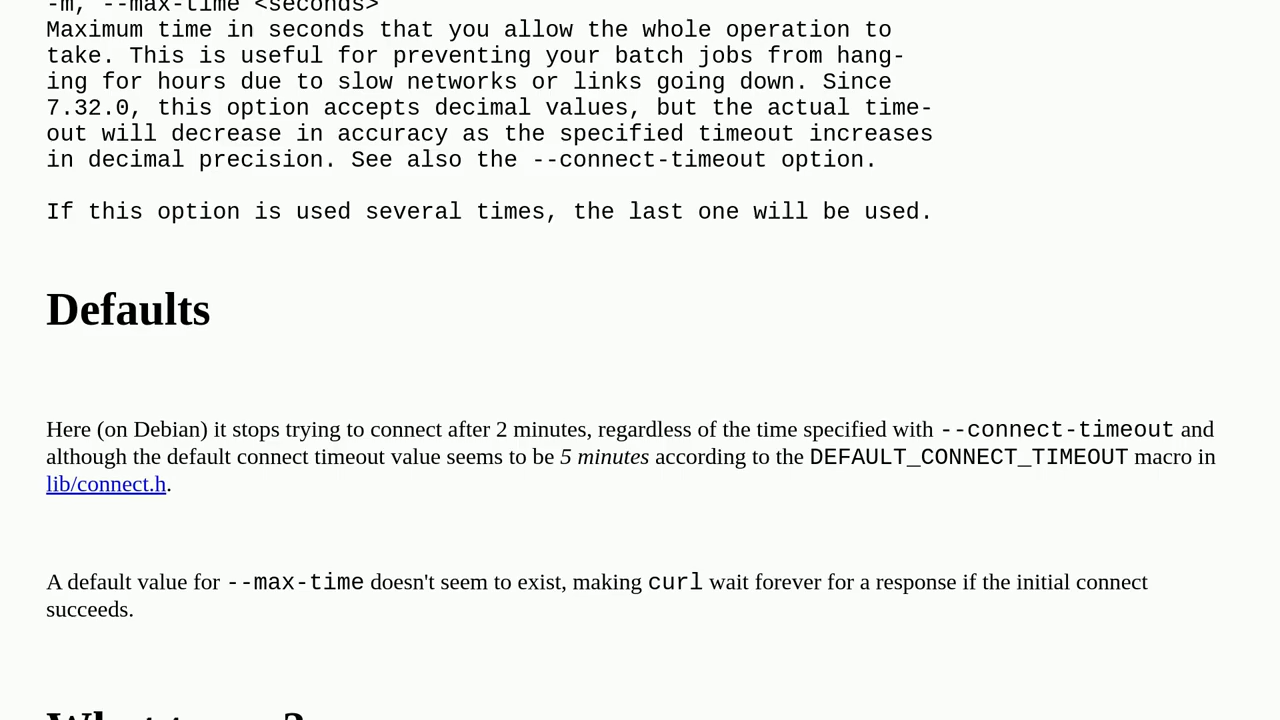 -m, --max-time <seconds>
Maximum time in seconds that you allow the whole operation to
take. This is useful for preventing your batch jobs from hang-
ing for hours due to slow networks or links going down. Since
7.32.0, this option accepts decimal values, but the actual time-
out will decrease in accuracy as the specified timeout increases
in decimal precision. See also the --connect-timeout option.
If this option is used several times, the last one will be used.
Defaults
Here (on Debian) it stops trying to connect after 2 minutes, regardless of the time specified with --connect-timeout and
although the default connect timeout value seems to be 5 minutes according to the DEFAULT_CONNECT_TIMEOUT macro in
lib/connect.h.
A default value for --max-time doesn't seem to exist, making curl wait forever for a response if the initial connect
succeeds.